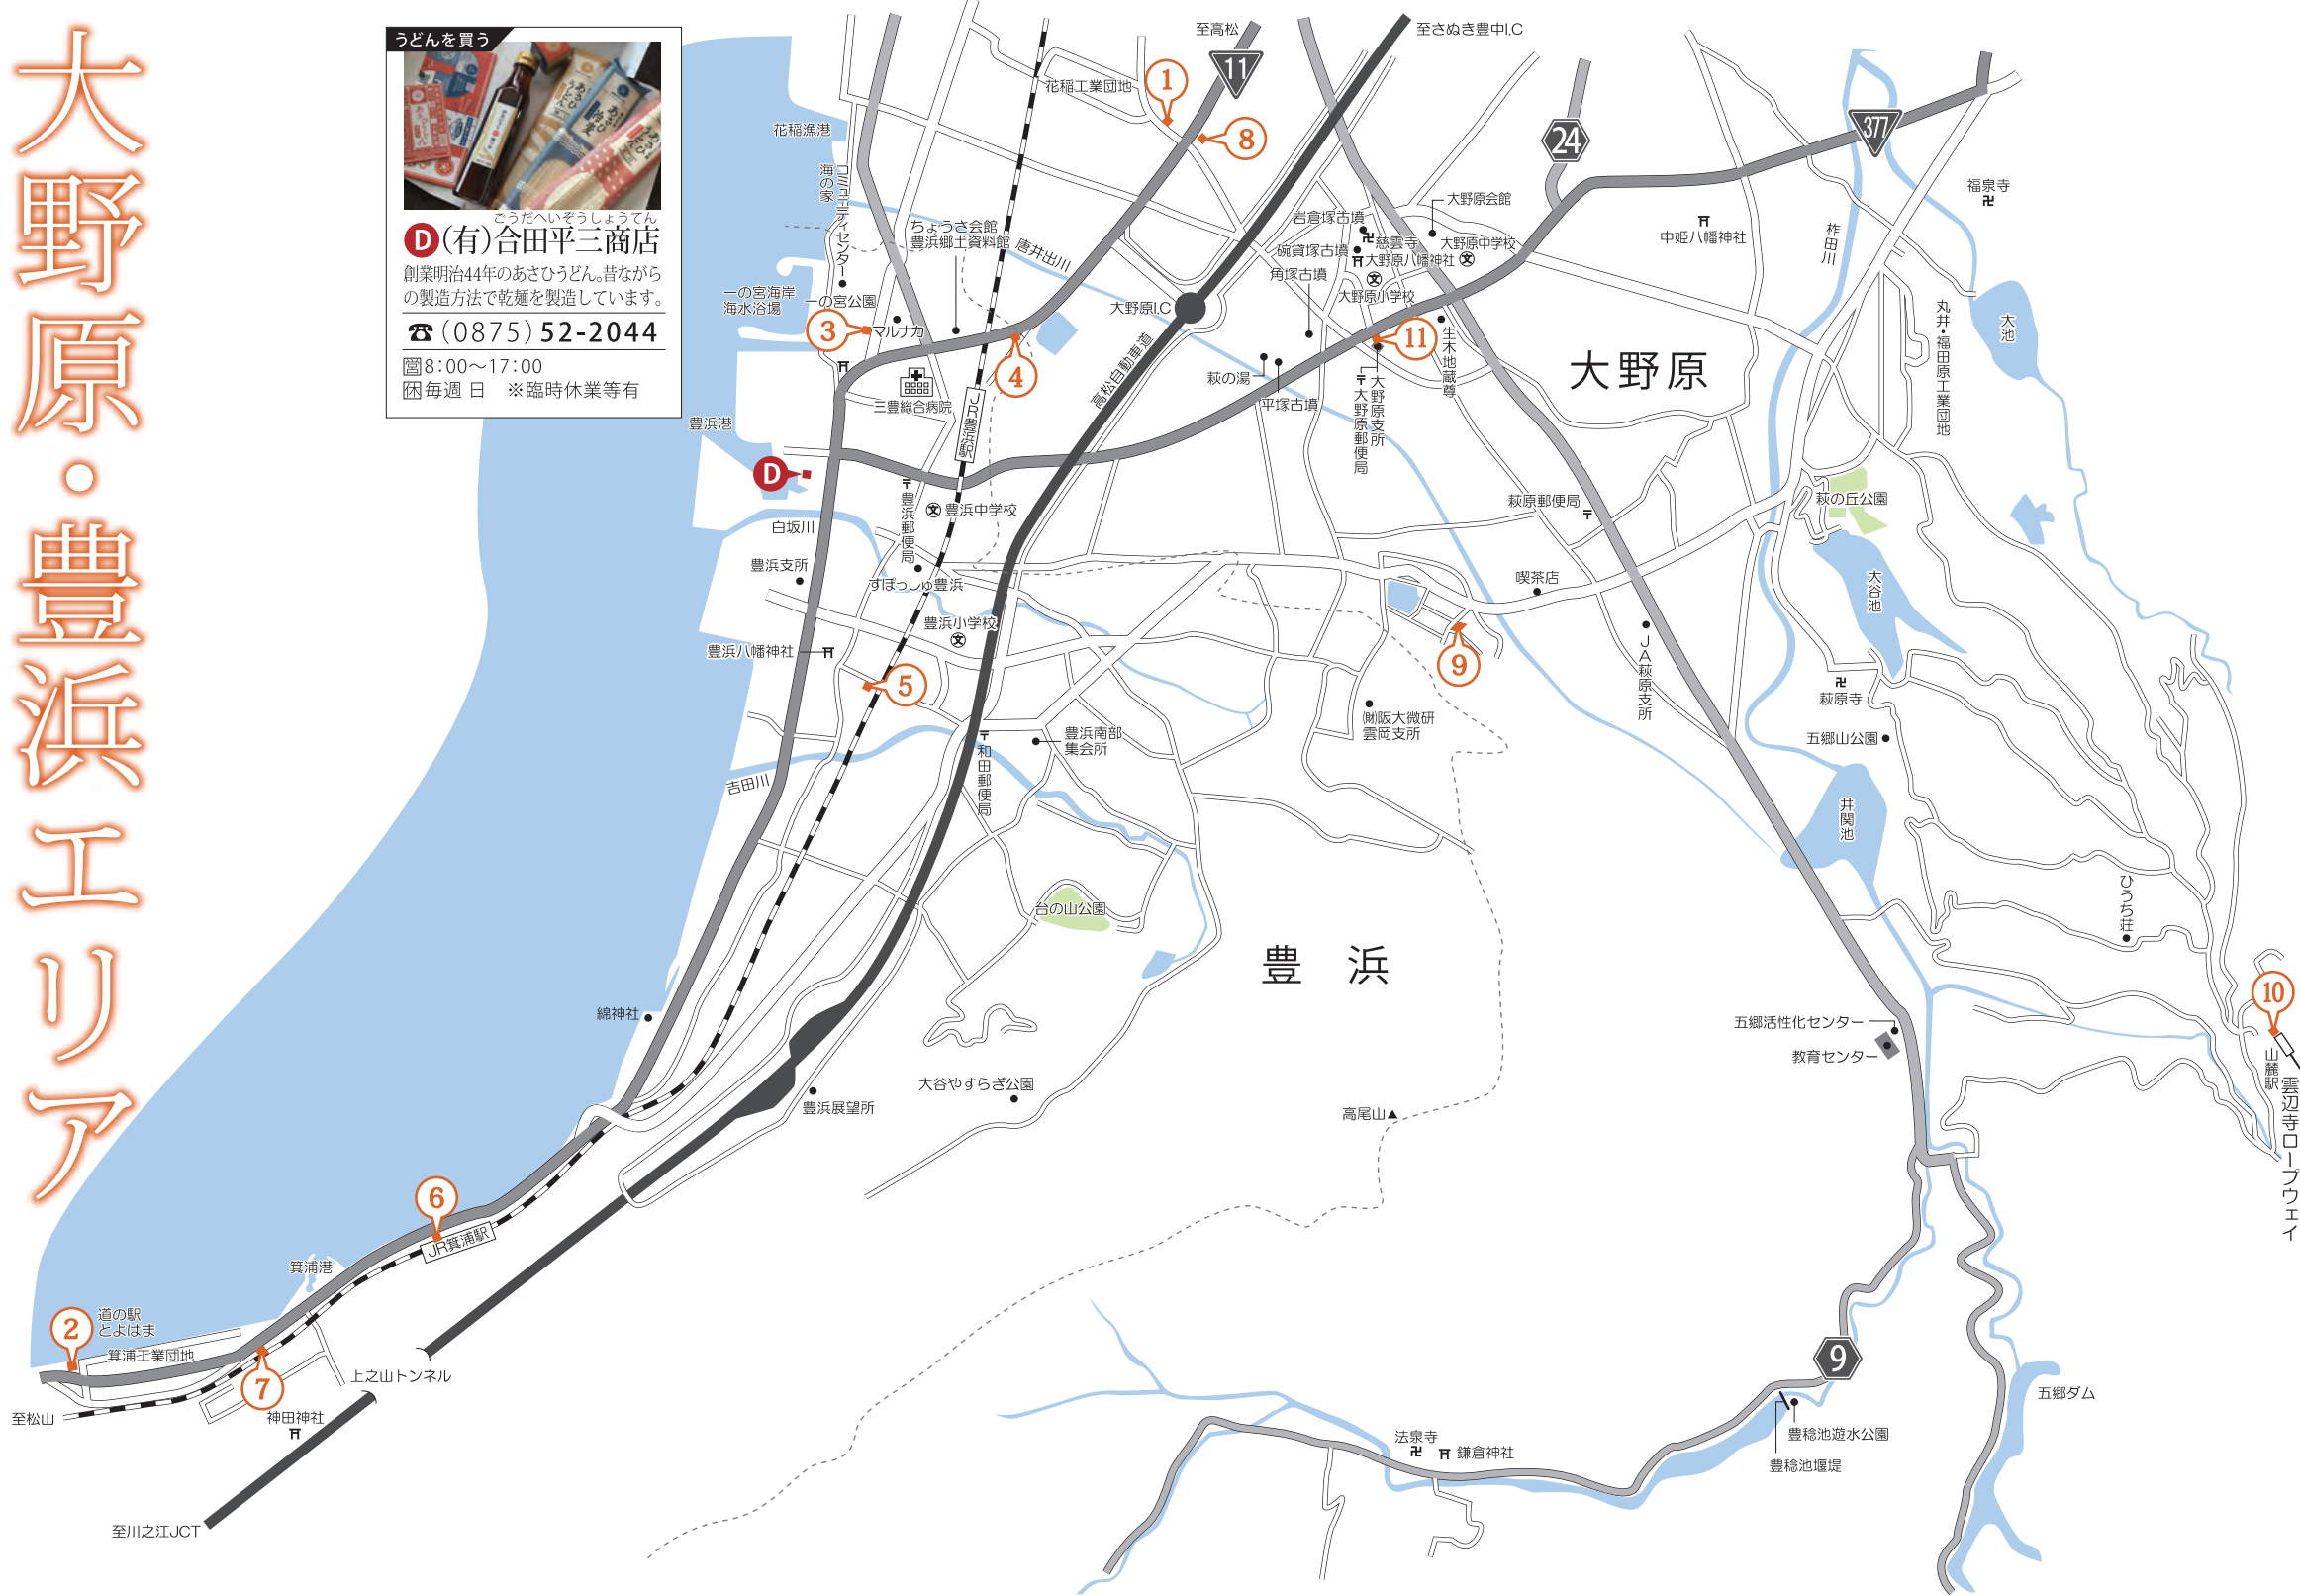 大野原・豊浜エリア
うどんを買う
ごうだへいぞうしょうてん
D (有)合田平三商店
創業明治44年のあさひうどん。昔ながら
の製造方法で乾麺を製造しています。
☎(0875)52-2044
営8:00〜17:00
休毎週 日 ※臨時休業等有
至高松
11
至さぬき豊中I.C
花稲工業団地
1
8
24
377
花稲漁港
コミュニティセンター
海の家
福泉寺
大野原会館
岩倉塚古墳
慈雲寺
大野原中学校
中姫八幡神社
柞田川
ちょうさ会館
豊浜郷土資料館
唐井出川
碗貸塚古墳
大野原八幡神社
角塚古墳
大野原小学校
一の宮海岸
海水浴場
一の宮公園
3
マルナカ
大野原I.C
丸井・福田原工業団地
大池
11
生木地蔵尊
大野原
4
高松自動車道
萩の湯
平塚古墳
大野原支所
大野原郵便局
三豊総合病院
JR豊浜駅
豊浜港
D
豊浜郵便局
豊浜中学校
萩原郵便局
萩の丘公園
白坂川
豊浜支所
すぽっしゅ豊浜
喫茶店
大谷池
豊浜小学校
豊浜八幡神社
9
JA萩原支所
5
萩原寺
(財)阪大微研
雲岡支所
豊浜南部
集会所
和田郵便局
五郷山公園
吉田川
井関池
ひうち荘
台の山公園
豊 浜
10
綿神社
五郷活性化センター
教育センター
山麓駅
雲辺寺ロープウェイ
大谷やすらぎ公園
豊浜展望所
高尾山▲
6
JR箕浦駅
箕浦港
2
道の駅
とよはま
箕浦工業団地
7
上之山トンネル
9
五郷ダム
至松山
神田神社
豊稔池遊水公園
法泉寺
鎌倉神社
豊稔池堰堤
至川之江JCT